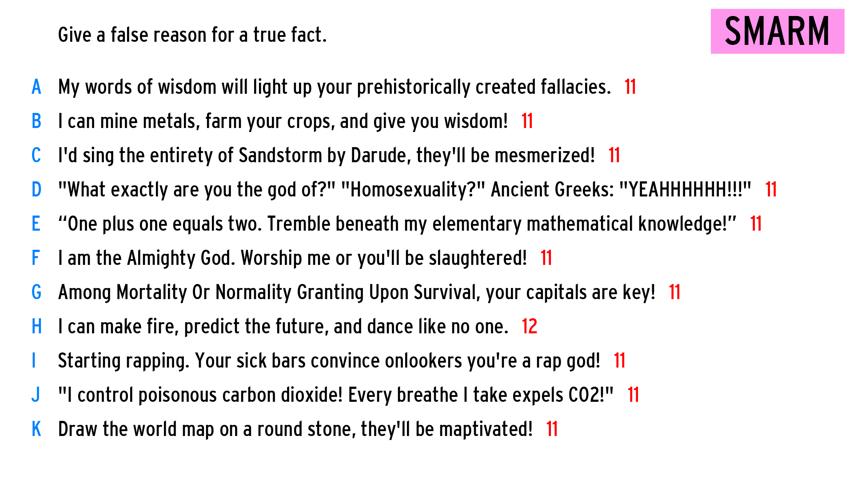 Give a false reason for a true fact.
SMARM
A My words of wisdom will light up your prehistorically created fallacies. 11
B I can mine metals, farm your crops, and give you wisdom! 11
C I'd sing the entirety of Sandstorm by Darude, they'll be mesmerized! 11
D "What exactly are you the god of?" "Homosexuality?" Ancient Greeks: "YEAHHHHHH!!!" 11
E “One plus one equals two. Tremble beneath my elementary mathematical knowledge!” 11
F I am the Almighty God. Worship me or you'll be slaughtered! 11
G Among Mortality Or Normality Granting Upon Survival, your capitals are key! 11
H I can make fire, predict the future, and dance like no one. 12
I Starting rapping. Your sick bars convince onlookers you're a rap god! 11
J "I control poisonous carbon dioxide! Every breathe I take expels CO2!" 11
K Draw the world map on a round stone, they'll be maptivated! 11